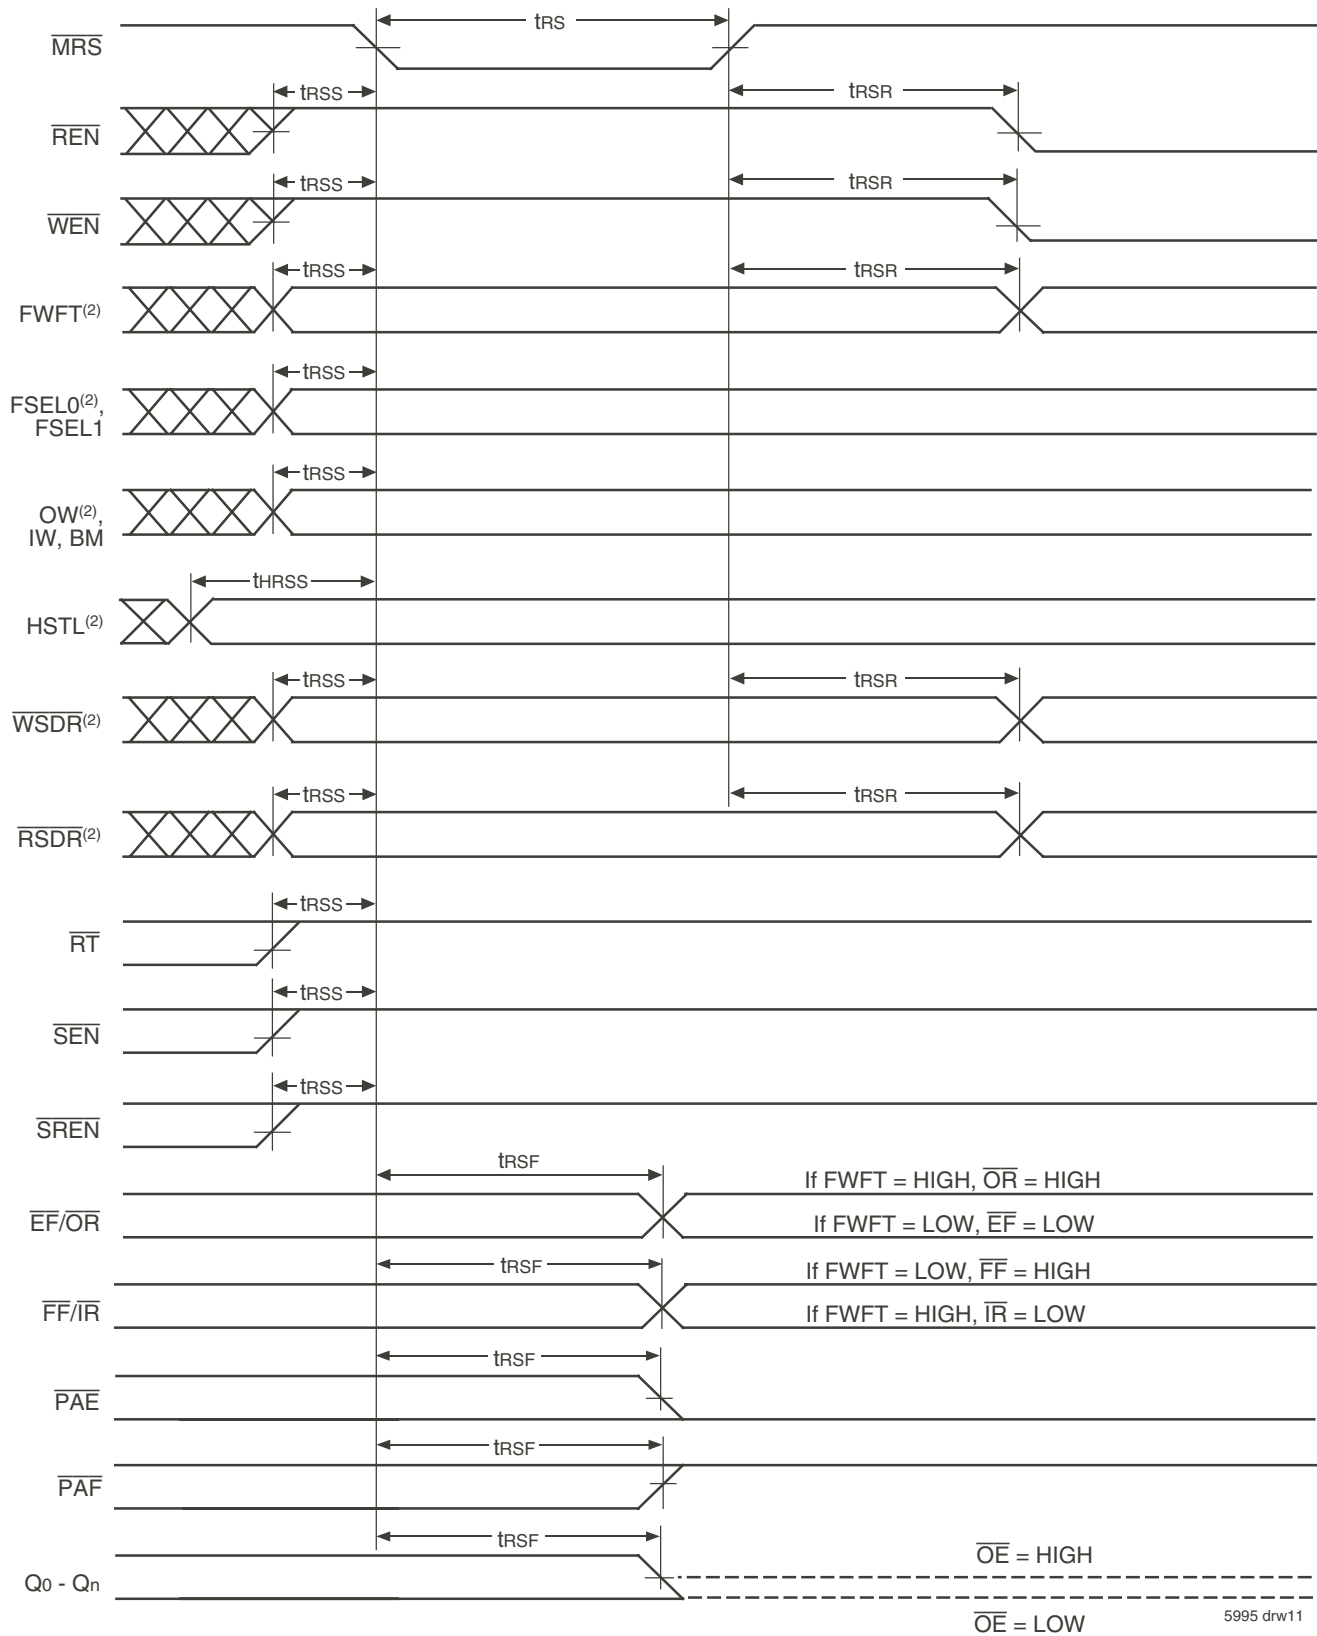 tRS
MRS
tRSS
tRSR
REN
tRSS
tRSR
WEN
tRSS
tRSR
FWFT(2)
tRSS
FSEL0(2),
FSEL1
tRSS
OW(2),
IW, BM
tHRSS
HSTL(2)
tRSS
tRSR
WSDR(2)
tRSS
tRSR
RSDR(2)
tRSS
RT
tRSS
SEN
tRSS
SREN
tRSF
If FWFT = HIGH, OR = HIGH
EF/OR
If FWFT = LOW, EF = LOW
tRSF
If FWFT = LOW, FF = HIGH
FF/IR
If FWFT = HIGH, IR = LOW
tRSF
PAE
tRSF
PAF
tRSF
OE = HIGH
Q0 - Qn
OE = LOW
5995 drw11